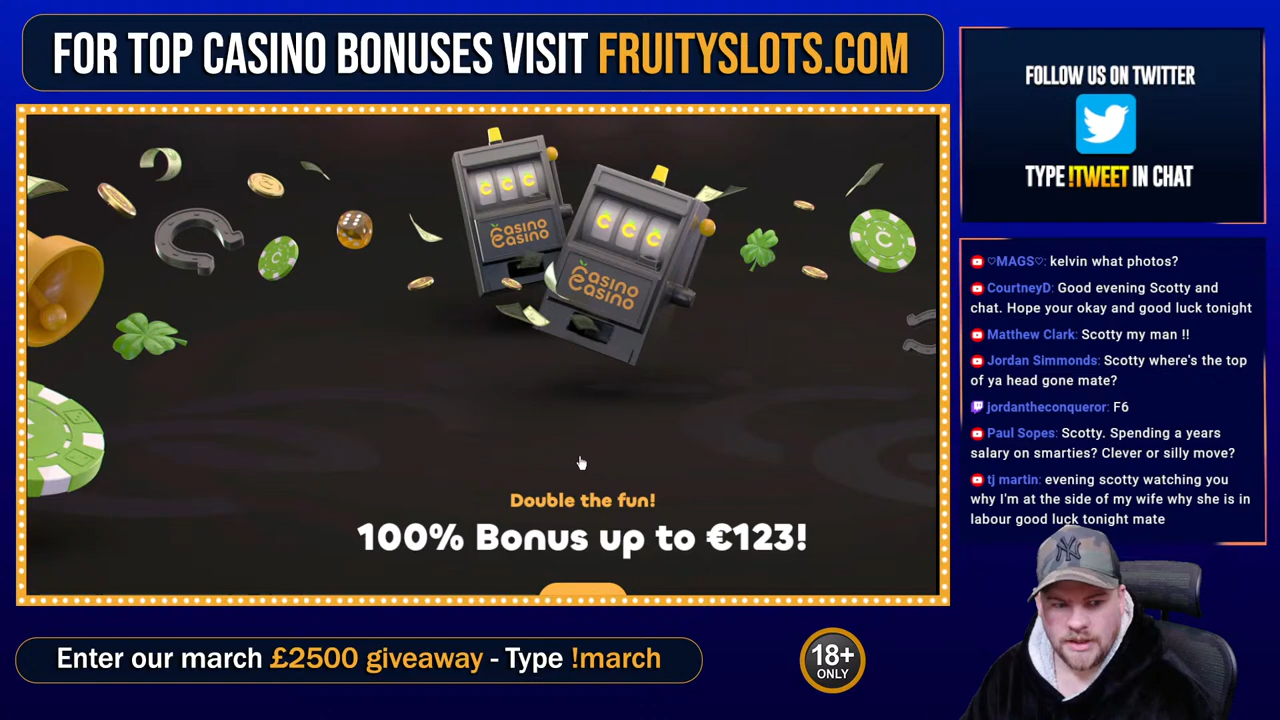 FOR TOP CASINO BONUSES VISIT FRUITYSLOTS.COM
FOLLOW US ON TWITTER
TYPE !TWEET IN CHAT
C C C
Casino
Casino
C C C
Casino
Casino
C
Double the fun!
100% Bonus up to €123!
♡MAGS♡: kelvin what photos?
CourtneyD: Good evening Scotty and
chat. Hope your okay and good luck tonight
Matthew Clark: Scotty my man !!
Jordan Simmonds: Scotty where's the top
of ya head gone mate?
jordantheconqueror: F6
Paul Sopes: Scotty. Spending a years
salary on smarties? Clever or silly move?
tj martin: evening scotty watching you
why I'm at the side of my wife why she is in
labour good luck tonight mate
NY
Enter our march £2500 giveaway - Type !march
18+
ONLY